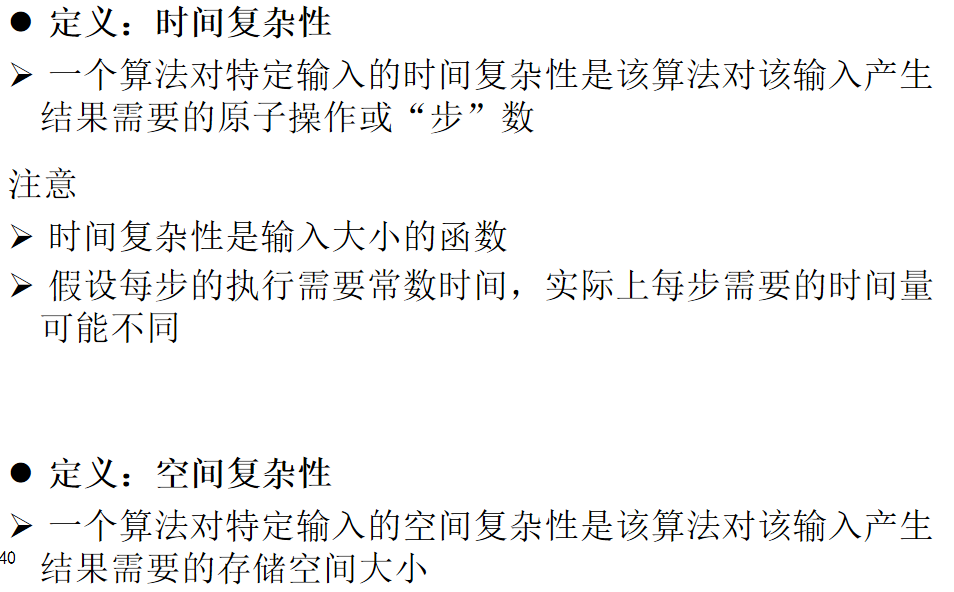 ● 定义：时间复杂性
➢ 一个算法对特定输入的时间复杂性是该算法对该输入产生
结果需要的原子操作或“步”数
注意
➢ 时间复杂性是输入大小的函数
➢ 假设每步的执行需要常数时间，实际上每步需要的时间量
可能不同
● 定义：空间复杂性
➢ 一个算法对特定输入的空间复杂性是该算法对该输入产生
40 结果需要的存储空间大小